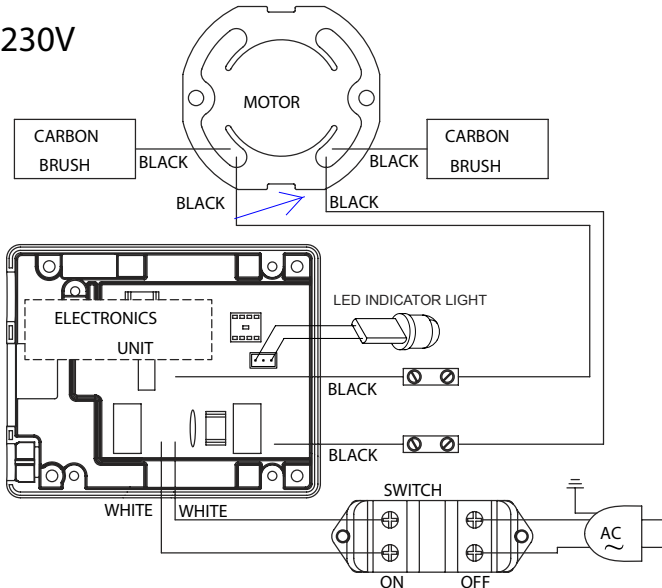 230V
MOTOR
CARBON
BRUSH
CARBON
BRUSH
BLACK
BLACK
BLACK
BLACK
LED INDICATOR LIGHT
ELECTRONICS
UNIT
BLACK
BLACK
SWITCH
WHITE
WHITE
AC
~
ON
OFF